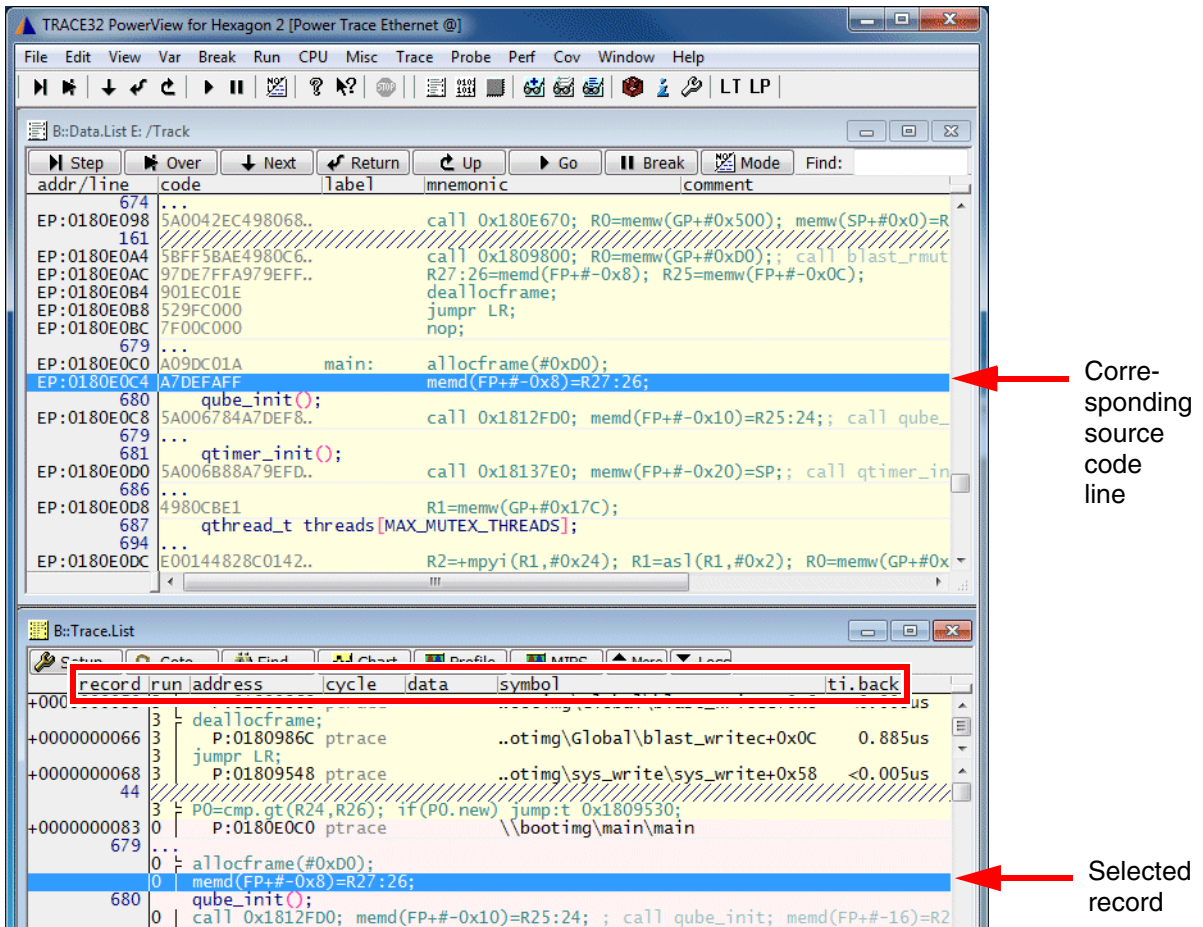 TRACE32 PowerView for Hexagon 2 [Power Trace Ethernet @]
File Edit View Var Break Run CPU Misc Trace Probe Perf Cov Window Help
LT LP
B::Data.List E: /Track
Step Over Next Return Up Go Break Mode Find:
addr/line code label mnemonic comment
674 ...
EP:0180E098 5A0042EC498068.. call 0x180E670; R0=memw(GP+#0x500); memw(SP+#0x0)=R
161
EP:0180E0A4 5BFF5BAE4980C6.. call 0x1809800; R0=memw(GP+#0xD0);; call blast_rmut
EP:0180E0AC 97DE7FFA979EFF.. R27:26=memd(FP+#-0x8); R25=memw(FP+#-0x0C);
EP:0180E0B4 901EC01E deallocframe;
EP:0180E0B8 529FC000 jumpr LR;
EP:0180E0BC 7F00C000 nop;
679 ...
EP:0180E0C0 A09DC01A main: allocframe(#0xD0);
EP:0180E0C4 A7DEFAFF memd(FP+#-0x8)=R27:26;
680 qube_init();
EP:0180E0C8 5A006784A7DEF8.. call 0x1812FD0; memd(FP+#-0x10)=R25:24;; call qube_
679 ...
681 qtimer_init();
EP:0180E0D0 5A006B88A79EFD.. call 0x18137E0; memw(FP+#-0x20)=SP;; call qtimer_in
686 ...
EP:0180E0D8 4980CBE1 R1=memw(GP+#0x17C);
687 qthread_t threads[MAX_MUTEX_THREADS];
694 ...
EP:0180E0DC E00144828C0142.. R2=+mpyi(R1,#0x24); R1=asl(R1,#0x2); R0=memw(GP+#0x
Corre-
sponding
source
code
line
B::Trace.List
Setup Goto Find Chart Profile MIPS More Less
record run address cycle data symbol ti.back
3 deallocframe;
+0000000066 3 P:0180986C ptrace ..otimg\Global\blast_writec+0x0C 0.885us
3 jumpr LR;
+0000000068 3 P:01809548 ptrace ..otimg\sys_write\sys_write+0x58 <0.005us
44
3 P0=cmp.gt(R24,R26); if(P0.new) jump:t 0x1809530;
+0000000083 0 P:0180E0C0 ptrace \\bootimg\main\main
679 ...
0 allocframe(#0xD0);
0 memd(FP+#-0x8)=R27:26;
680 qube_init();
0 call 0x1812FD0; memd(FP+#-0x10)=R25:24; ; call qube_init; memd(FP+#-16)=R2
Selected
record